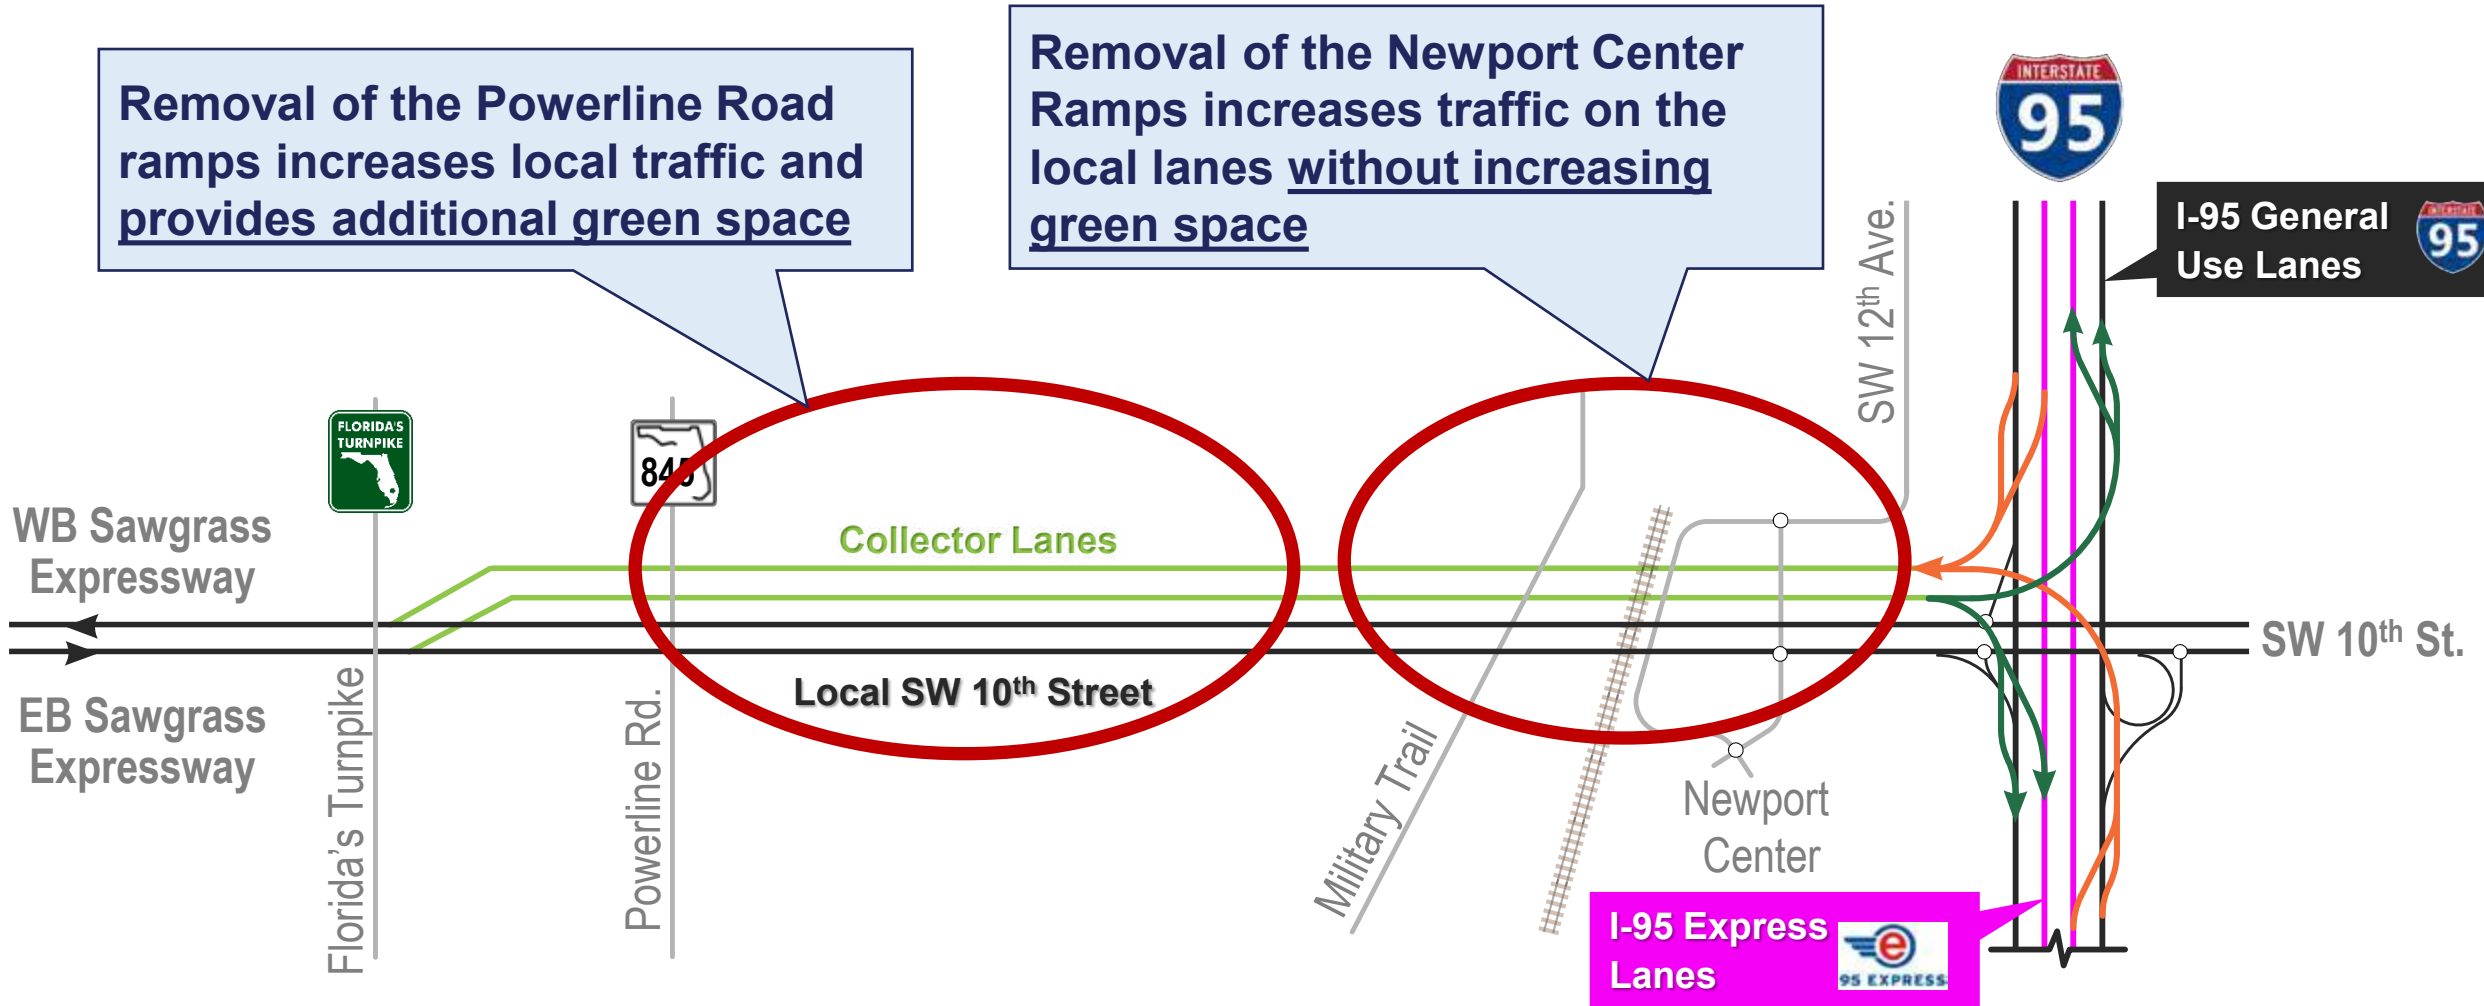 Removal of the Powerline Road
ramps increases local traffic and
provides additional green space
Removal of the Newport Center
Ramps increases traffic on the
local lanes without increasing
green space
INTERSTATE
95
I-95 General
Use Lanes
INTERSTATE
95
SW 12th Ave.
FLORIDA'S
TURNPIKE
845
WB Sawgrass
Expressway
Collector Lanes
SW 10th St.
Local SW 10th Street
EB Sawgrass
Expressway
Florida's Turnpike
Powerline Rd.
Military Trail
Newport
Center
I-95 Express
Lanes
e
95 EXPRESS